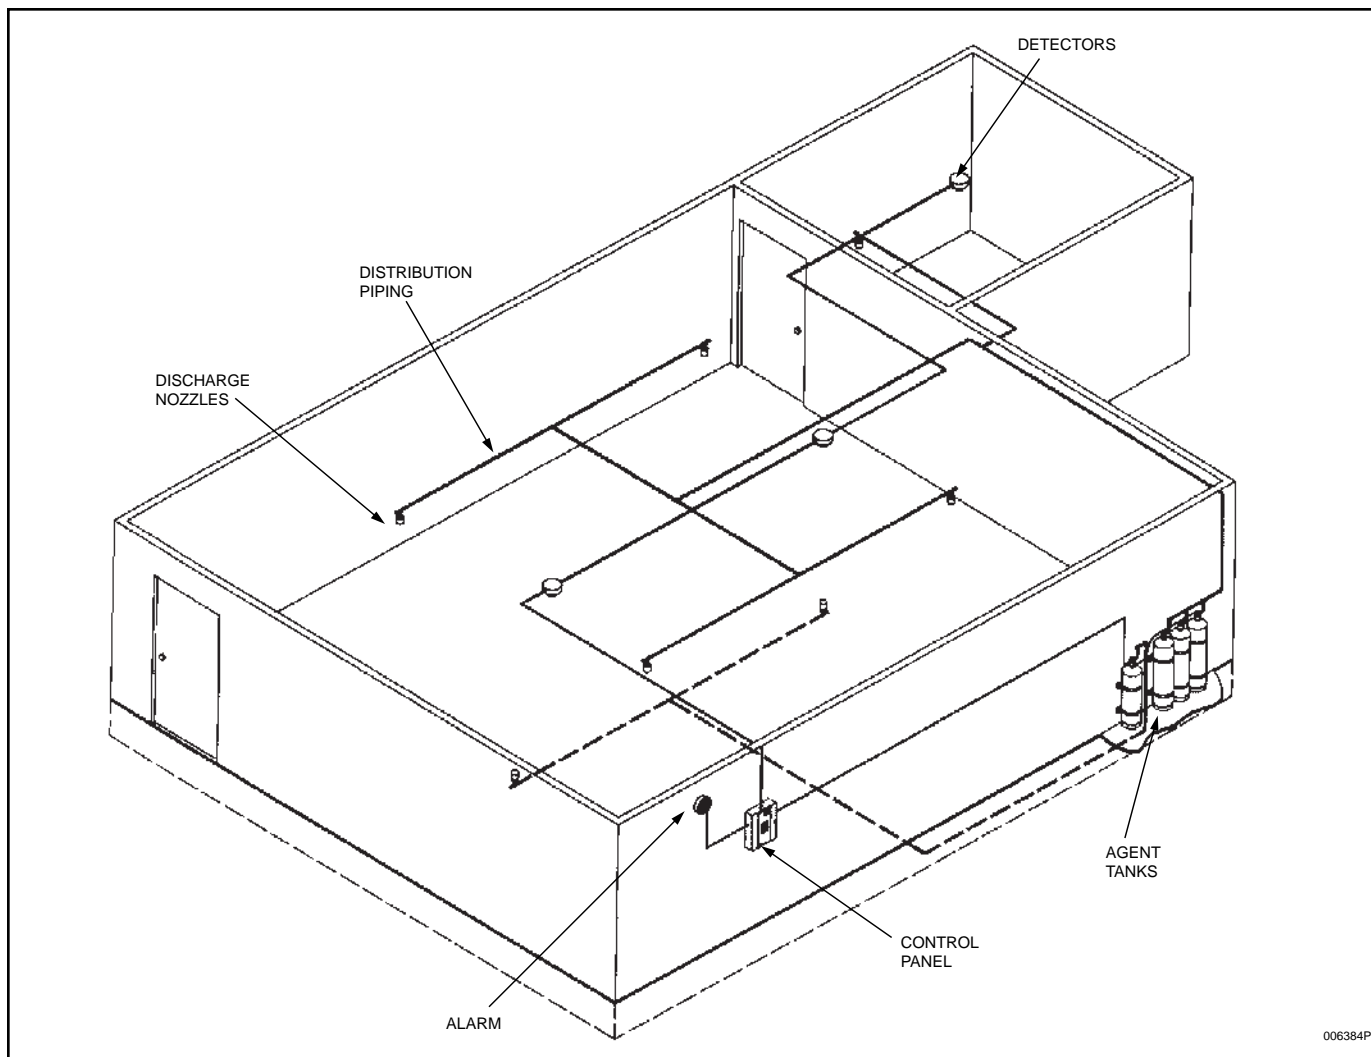 DETECTORS
DISTRIBUTION
PIPING
DISCHARGE
NOZZLES
AGENT
TANKS
CONTROL
PANEL
ALARM
006384P